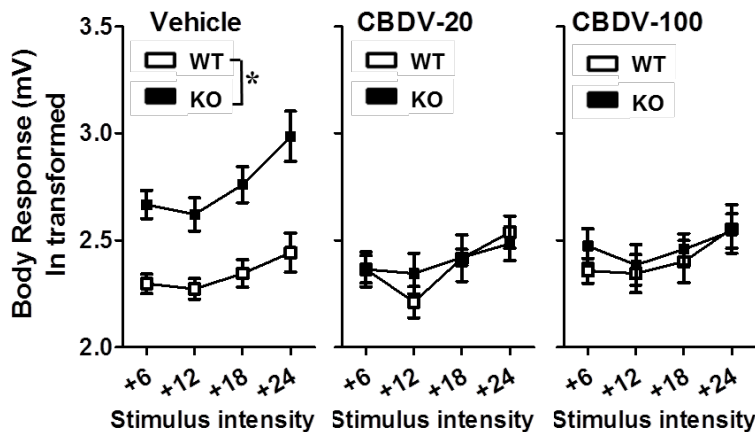 Vehicle
WT
KO
*
CBDV-20
WT
KO
CBDV-100
WT
KO
Body Response (mV)
ln transformed
3.5
3.0
2.5
2.0
+6 +12 +18 +24
+6 +12 +18 +24
+6 +12 +18 +24
Stimulus intensity
Stimulus intensity
Stimulus intensity